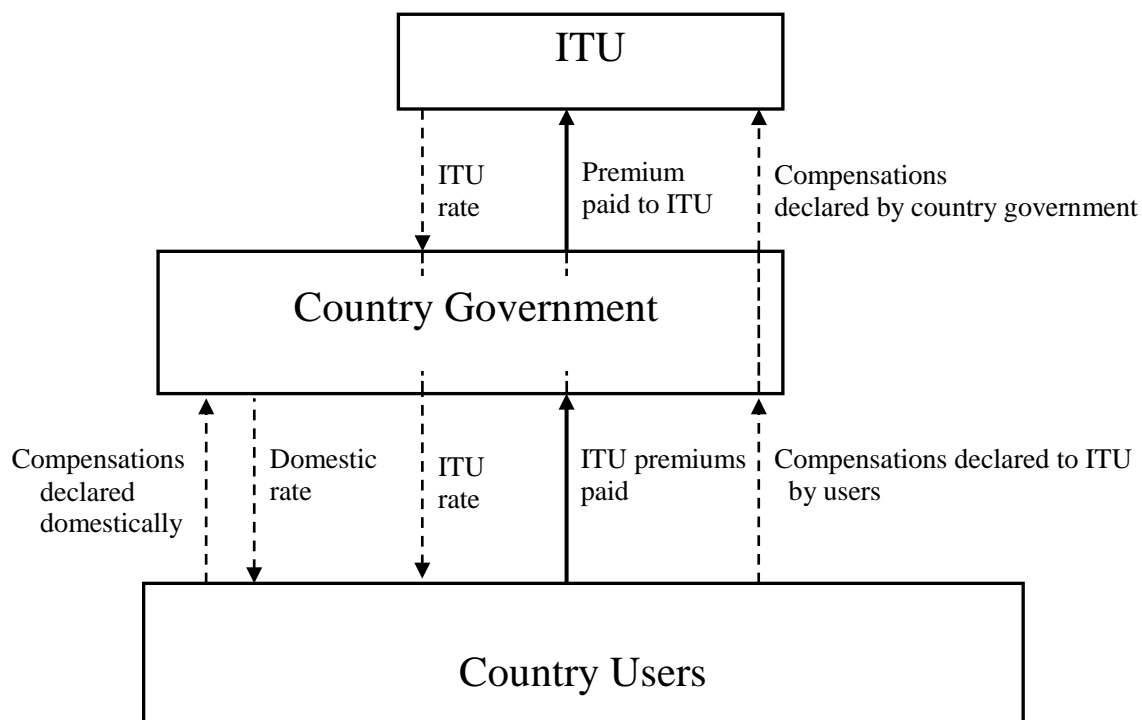 ITU
ITU
rate
Premium
paid to ITU
Compensations
declared by country government
Country Government
Compensations
declared
domestically
Domestic
rate
ITU
rate
ITU premiums
paid
Compensations declared to ITU
by users
Country Users